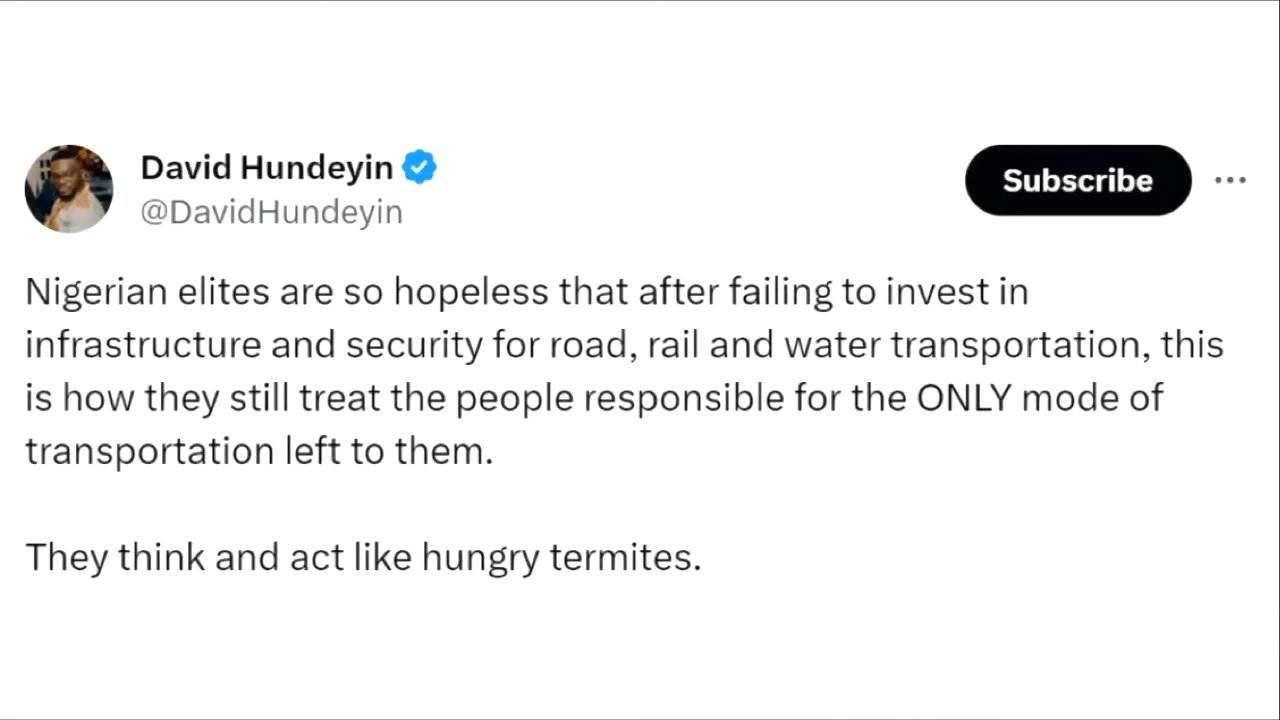 David Hundeyin
@DavidHundeyin
Subscribe
Nigerian elites are so hopeless that after failing to invest in
infrastructure and security for road, rail and water transportation, this
is how they still treat the people responsible for the ONLY mode of
transportation left to them.
They think and act like hungry termites.